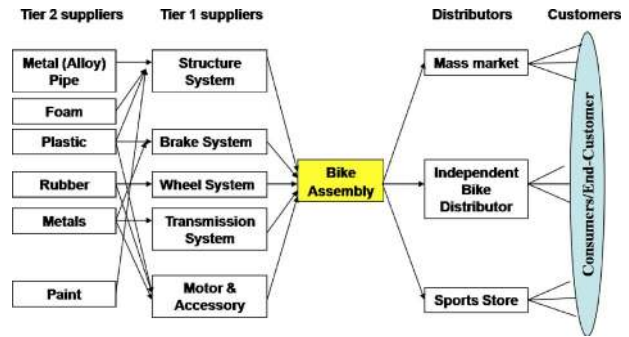 Tier 2 suppliers
Tier 1 suppliers
Distributors
Customers
Metal (Alloy)
Pipe
Foam
Plastic
Rubber
Metals
Paint
Structure
System
Brake System
Wheel System
Transmission
System
Motor &
Accessory
Bike
Assembly
Mass market
Independent
Bike
Distributor
Sports Store
Consumers/End-Customer